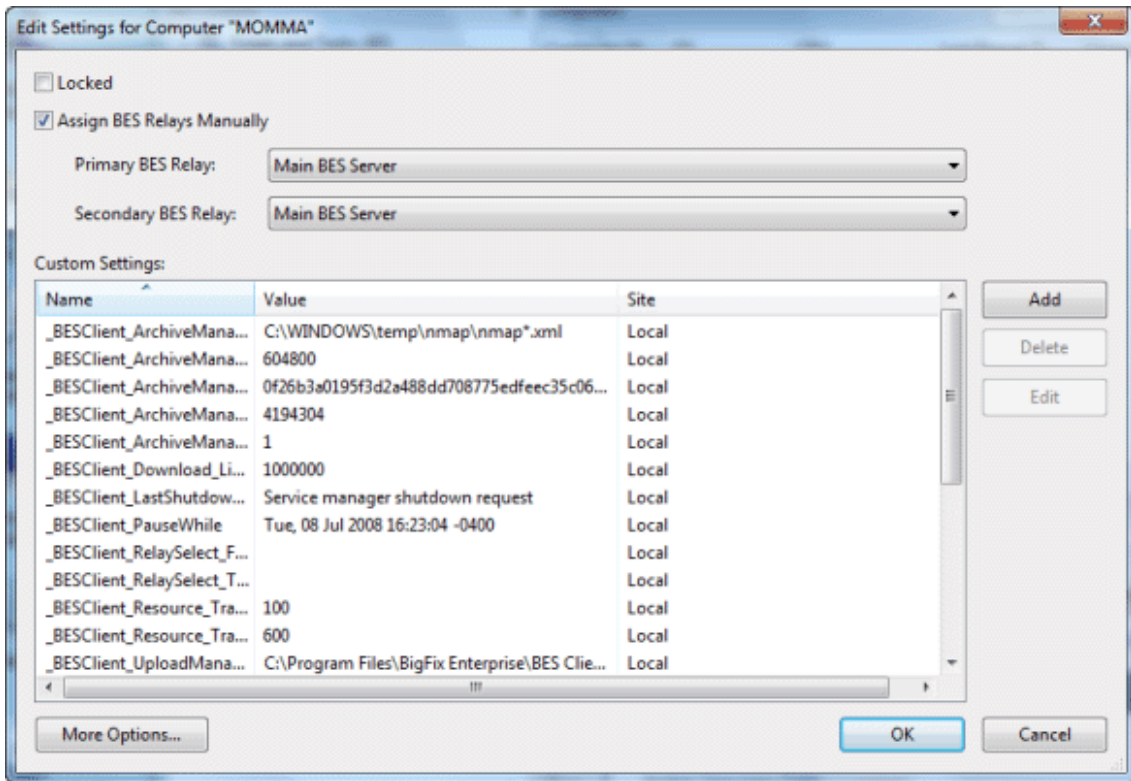 Edit Settings for Computer "MOMMA"
Locked
Assign BES Relays Manually
Primary BES Relay: Main BES Server
Secondary BES Relay: Main BES Server
Custom Settings:
Name Value Site
_BESClient_ArchiveMana... C:\WINDOWS\temp\nmap\nmap*.xml Local
_BESClient_ArchiveMana... 604800 Local
_BESClient_ArchiveMana... 0f26b3a0195f3d2a488dd708775edfeec35c06... Local
_BESClient_ArchiveMana... 4194304 Local
_BESClient_ArchiveMana... 1 Local
_BESClient_Download_Li... 1000000 Local
_BESClient_LastShutdow... Service manager shutdown request Local
_BESClient_PauseWhile Tue, 08 Jul 2008 16:23:04 -0400 Local
_BESClient_RelaySelect_F... Local
_BESClient_RelaySelect_T... Local
_BESClient_Resource_Tra... 100 Local
_BESClient_Resource_Tra... 600 Local
_BESClient_UploadMana... C:\Program Files\BigFix Enterprise\BES Clie... Local
Add
Delete
Edit
More Options... OK Cancel